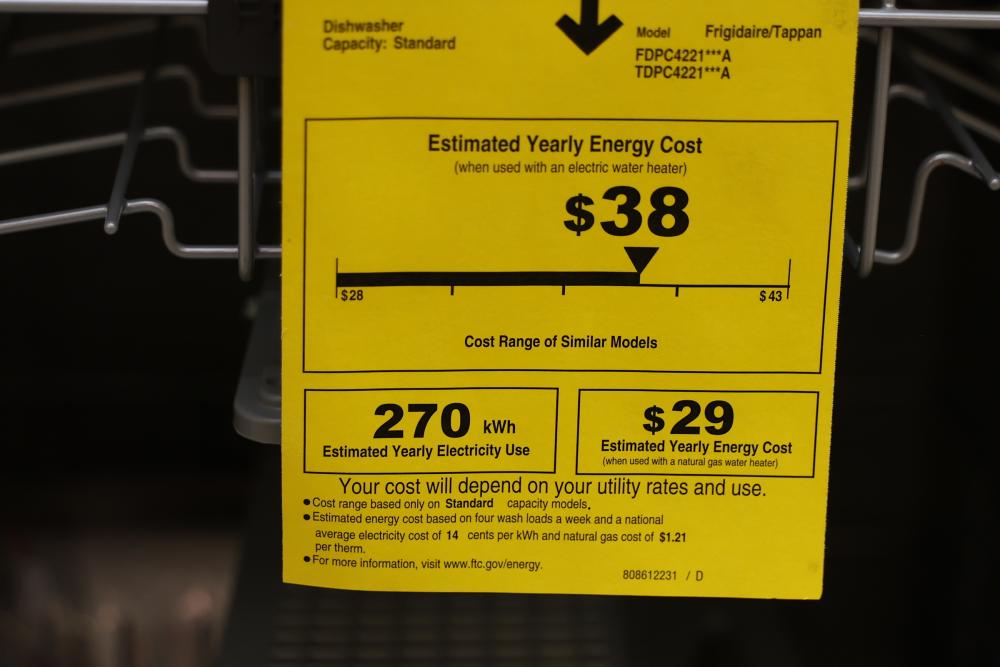 Dishwasher
Capacity: Standard
Model Frigidaire/Tappan
FDPC4221***A
TDPC4221***A
Estimated Yearly Energy Cost
(when used with an electric water heater)
$38
$28
$43
Cost Range of Similar Models
270 kWh
Estimated Yearly Electricity Use
$29
Estimated Yearly Energy Cost
(when used with a natural gas water heater)
Your cost will depend on your utility rates and use.
● Cost range based only on Standard capacity models.
● Estimated energy cost based on four wash loads a week and a national
average electricity cost of 14 cents per kWh and natural gas cost of $1.21
per therm.
● For more information, visit www.ftc.gov/energy.
808612231 / D